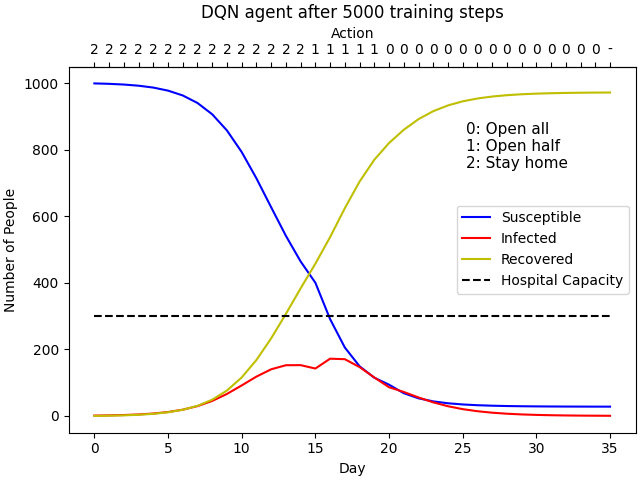 DQN agent after 5000 training steps
Action
2 2 2 2 2 2 2 2 2 2 2 2 2 2 2 1 1 1 1 1 0 0 0 0 0 0 0 0 0 0 0 0 0 0 0 -
1000
800
600
400
200
0
Number of People
0: Open all
1: Open half
2: Stay home
Susceptible
Infected
Recovered
Hospital Capacity
0 5 10 15 20 25 30 35
Day